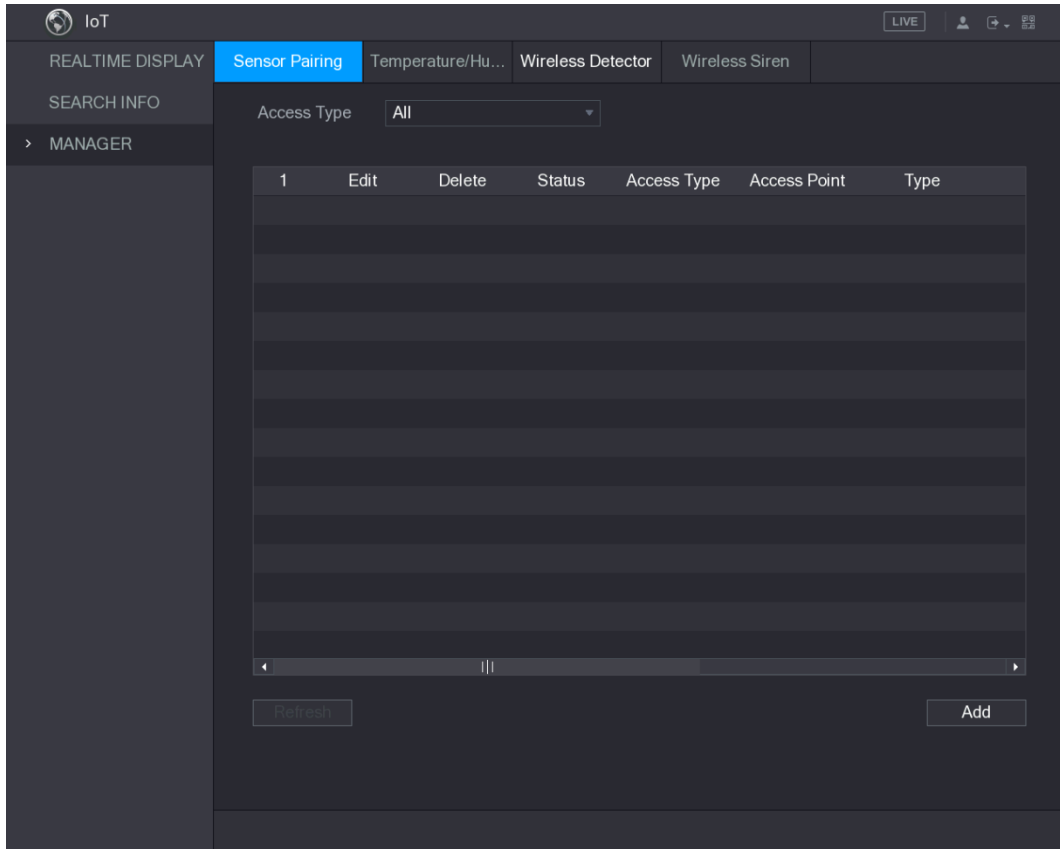 IoT LIVE
REALTIME DISPLAY
SEARCH INFO
MANAGER
Sensor Pairing Temperature/Hu... Wireless Detector Wireless Siren
Access Type All
1 Edit Delete Status Access Type Access Point Type
Refresh Add